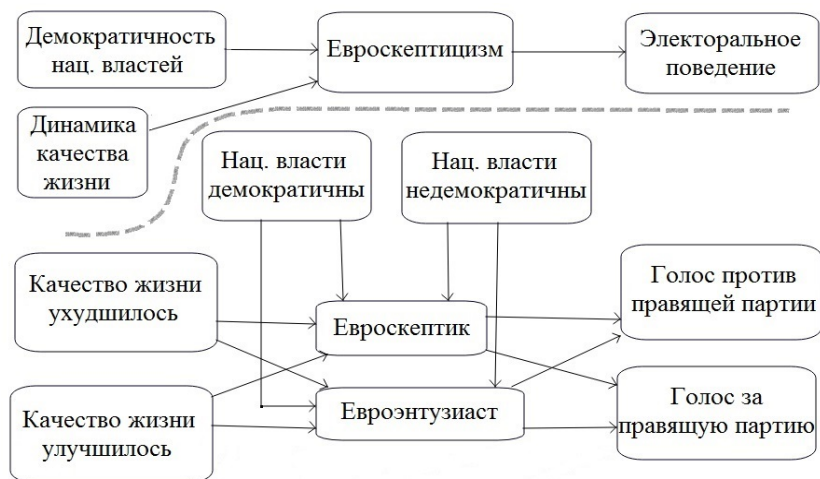 Демократичность
нац. властей
Евроскептицизм
Электоральное
поведение
Динамика
качества
жизни
Нац. власти
демократичны
Нац. власти
недемократичны
Качество жизни
ухудшилось
Евроскептик
Голос против
правящей партии
Качество жизни
улучшилось
Евроэнтузиаст
Голос за
правящую партию